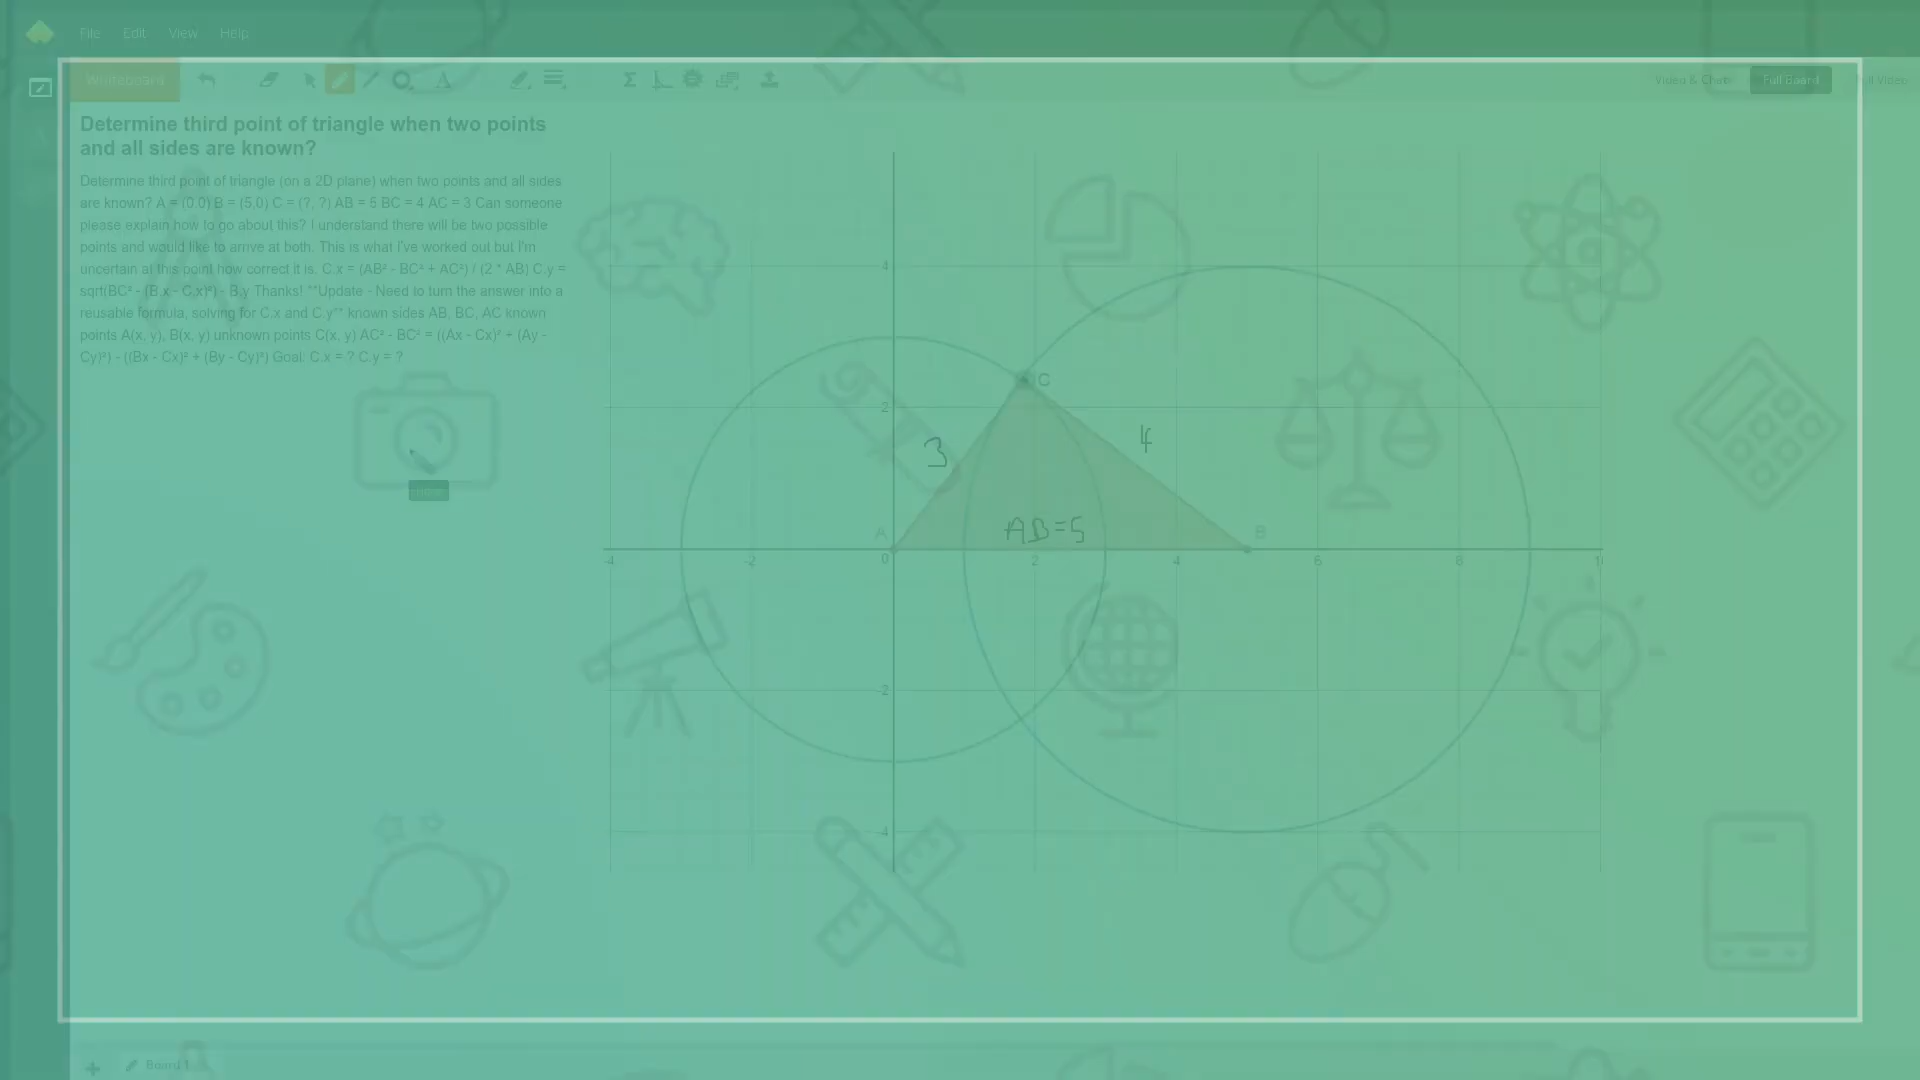 File Edit View Help
Whiteboard
Video & Chat Full Board Full Video
Determine third point of triangle when two points
and all sides are known?
Determine third point of triangle (on a 2D plane) when two points and all sides
are known? A = (0,0) B = (5,0) C = (?, ?) AB = 5 BC = 4 AC = 3 Can someone
please explain how to go about this? I understand there will be two possible
points and would like to arrive at both. This is what I've worked out but I'm
uncertain at this point how correct it is. C.x = (AB² - BC² + AC²) / (2 * AB) C.y =
sqrt(BC² - (B.x - C.x)²) - B.y Thanks! **Update - Need to turn the answer into a
reusable formula, solving for C.x and C.y** known sides AB, BC, AC known
points A(x, y), B(x, y) unknown points C(x, y) AC² - BC² = ((Ax - Cx)² + (Ay -
Cy)²) - ((Bx - Cx)² + (By - Cy)²) Goal: C.x = ? C.y = ?
4
C
2
3
4
AB=5
A
B
-4 -2 0 2 4 6 8 10
-2
-4
Board 1